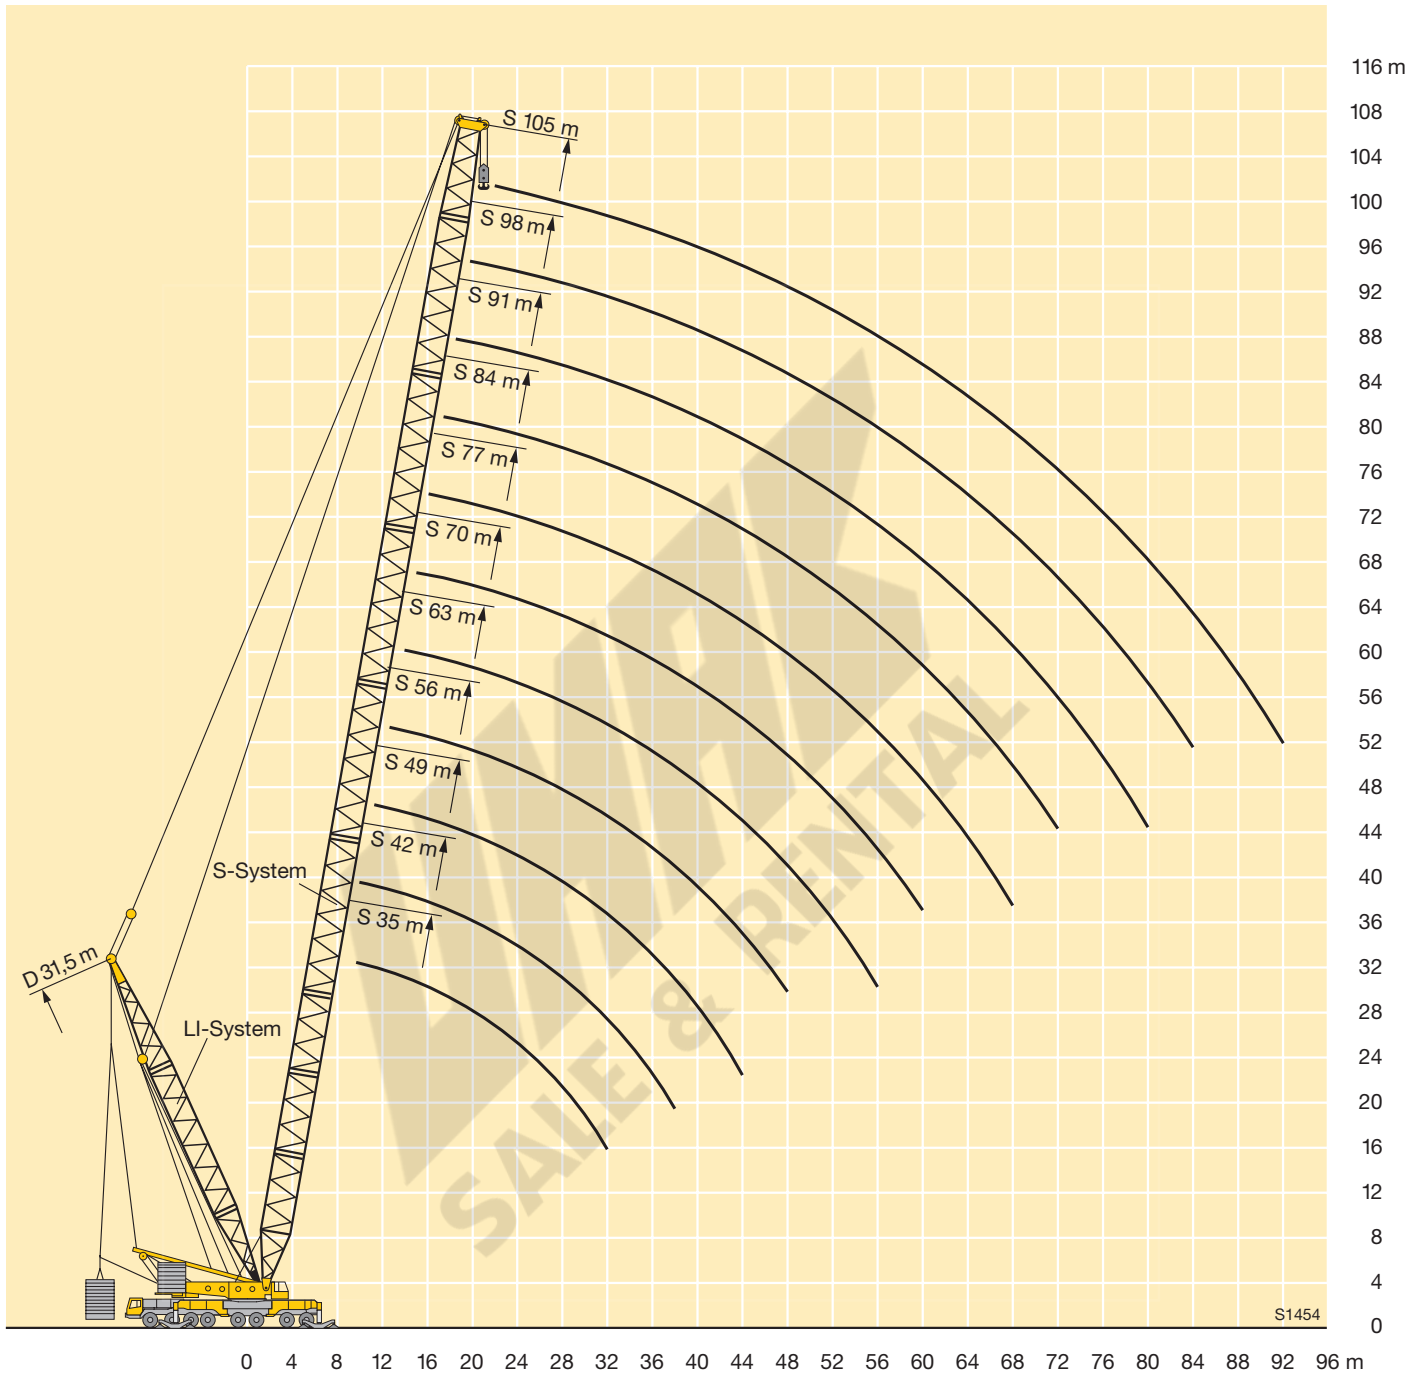 116 m
108
S 105 m
104
100
S 98 m
96
92
S 91 m
88
84
S 84 m
80
76
S 77 m
72
S 70 m
68
64
S 63 m
60
S 56 m
56
52
S 49 m
48
44
S 42 m
40
S-System
36
S 35 m
32
D 31,5 m
28
LI-System
24
20
16
12
8
4
S1454
0
0 4 8 12 16 20 24 28 32 36 40 44 48 52 56 60 64 68 72 76 80 84 88 92 96 m
UMAK
SALE & RENTAL